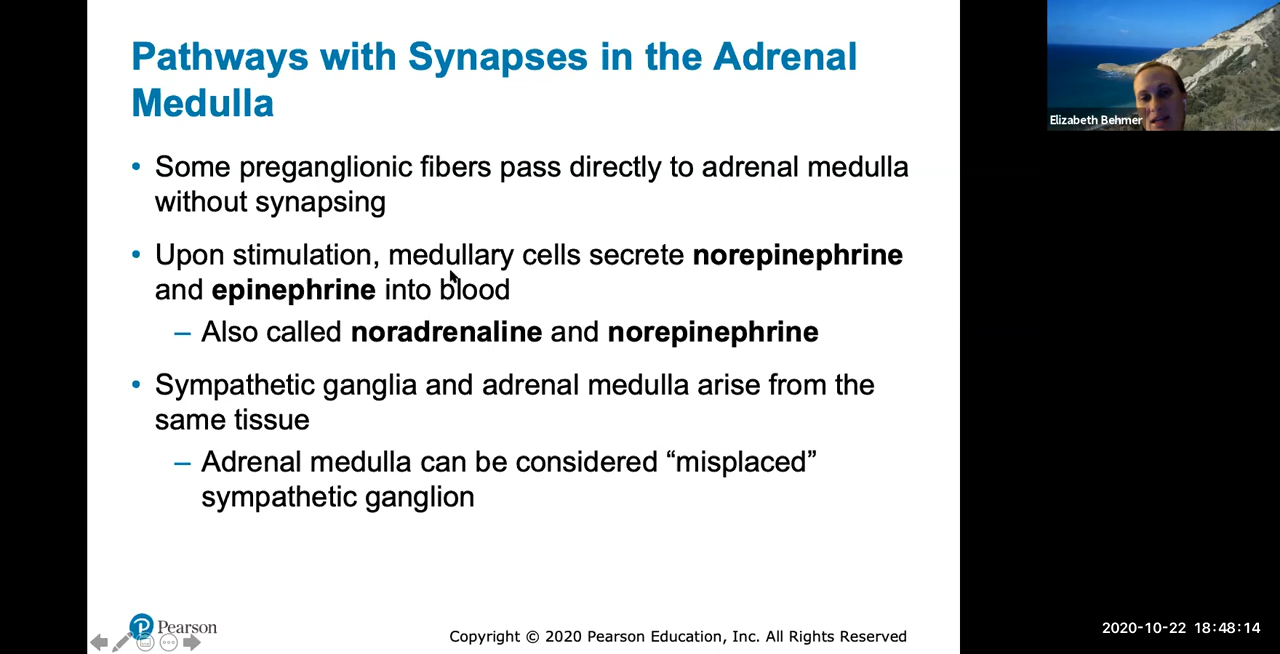 Pathways with Synapses in the Adrenal
Medulla
• Some preganglionic fibers pass directly to adrenal medulla
without synapsing
• Upon stimulation, medullary cells secrete norepinephrine
and epinephrine into blood
– Also called noradrenaline and norepinephrine
• Sympathetic ganglia and adrenal medulla arise from the
same tissue
– Adrenal medulla can be considered “misplaced”
sympathetic ganglion
Pearson
Copyright © 2020 Pearson Education, Inc. All Rights Reserved
Elizabeth Behmer
2020-10-22 18:48:14